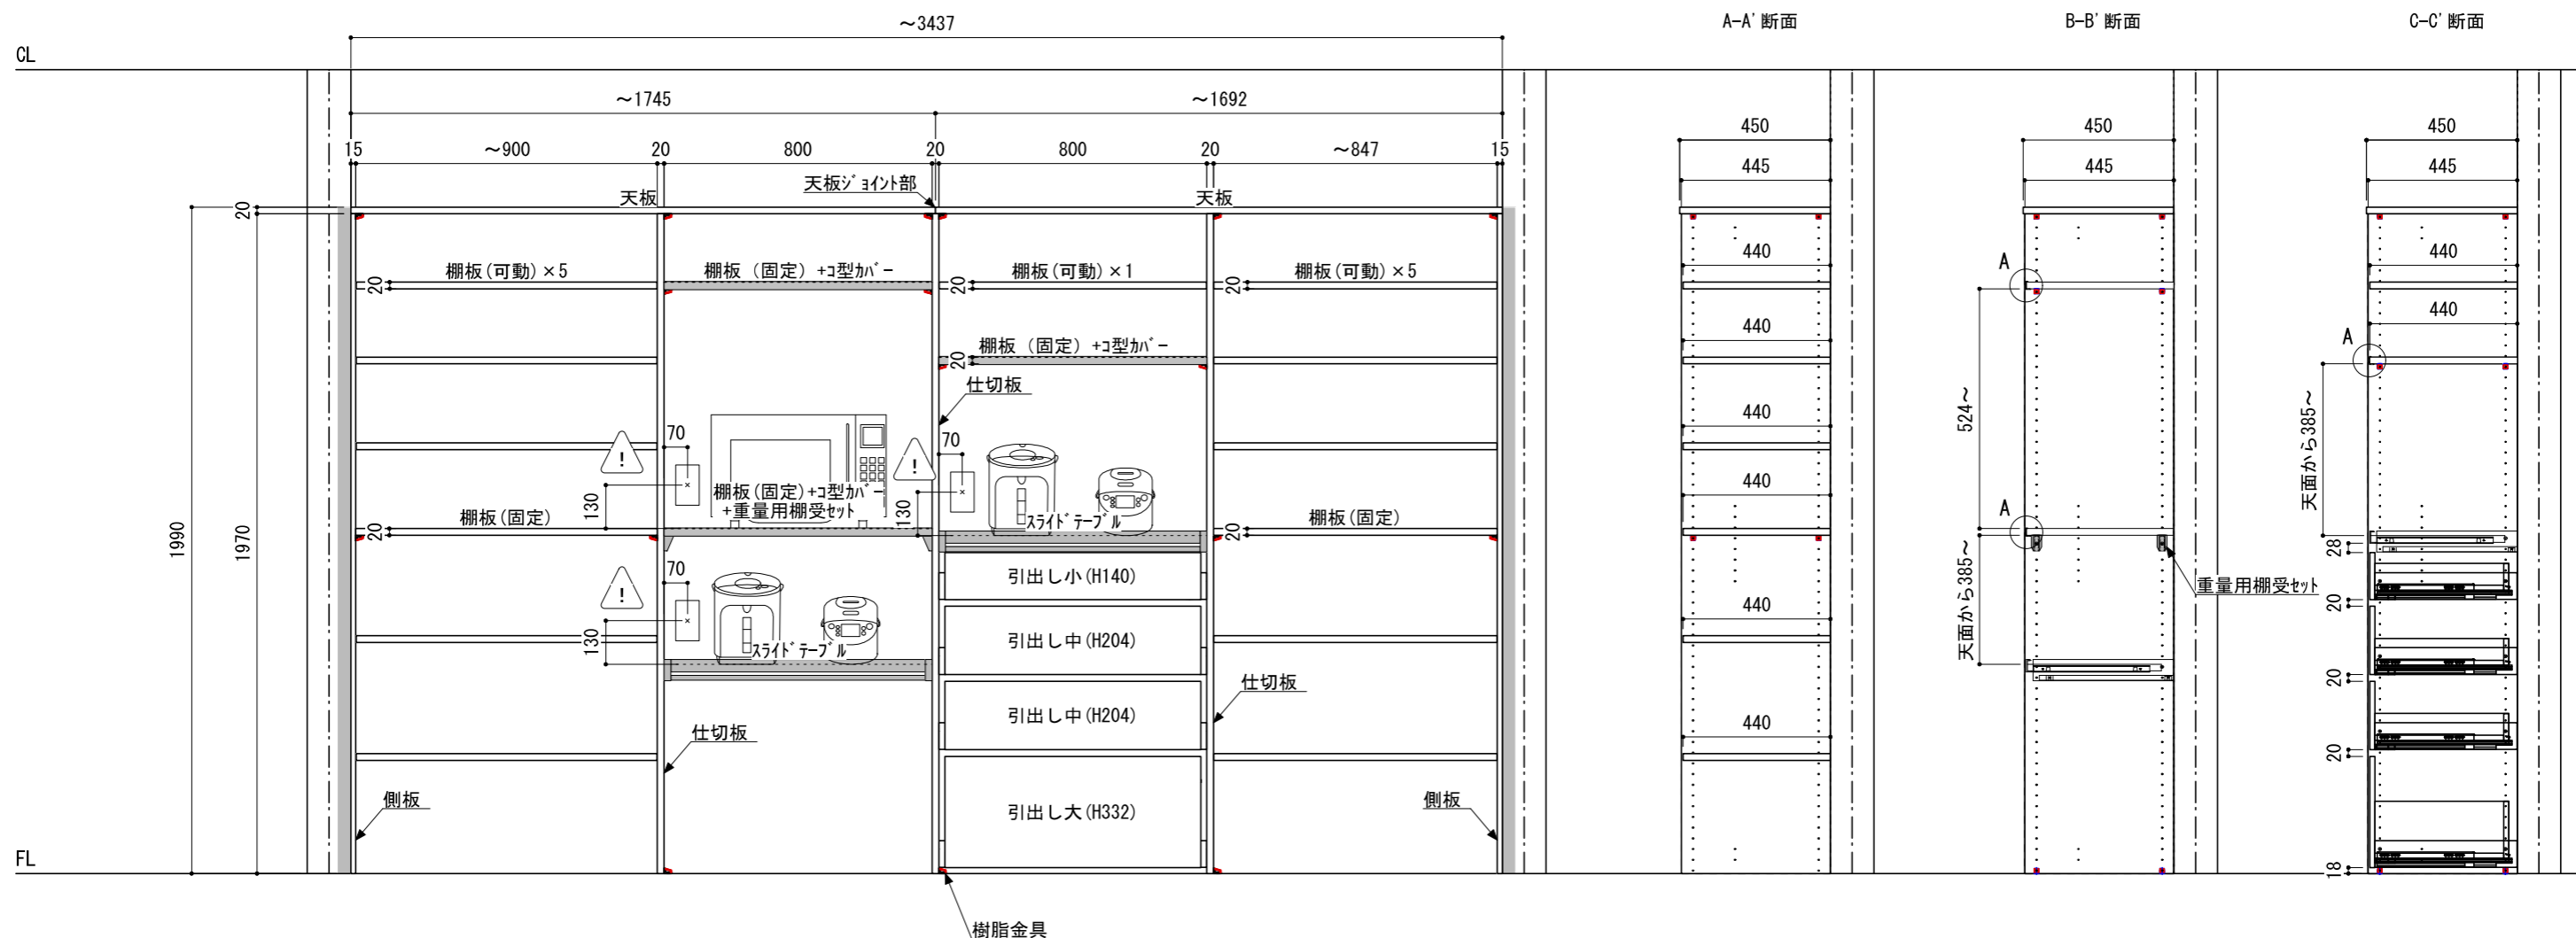 ～3437
A-A'断面
B-B'断面
C-C'断面
CL
～1745
～1692
450
450
450
15
～900
20
800
20
800
20
～847
15
445
445
445
天板
天板ｼﾞｮｲﾝﾄ部
天板
20
棚板(可動)×5
棚板（固定）+ｺ型ｶﾊﾞｰ
棚板(可動)×1
棚板(可動)×5
20
20
20
440
A
440
440
440
棚板（固定）+ｺ型ｶﾊﾞｰ
20
A
仕切板
440
524～
天面から385～
70
!
70
!
440
棚板(固定)+ｺ型ｶﾊﾞｰ
+重量用棚受ｾｯﾄ
130
130
棚板(固定)
20
ｽﾗｲﾄﾞﾃｰﾌﾞﾙ
棚板(固定)
20
A
1990
1970
28
引出し小(H140)
70
!
天面から385～
重量用棚受ｾｯﾄ
20
440
130
ｽﾗｲﾄﾞﾃｰﾌﾞﾙ
引出し中(H204)
仕切板
20
引出し中(H204)
440
仕切板
20
側板
引出し大(H332)
側板
FL
18
樹脂金具